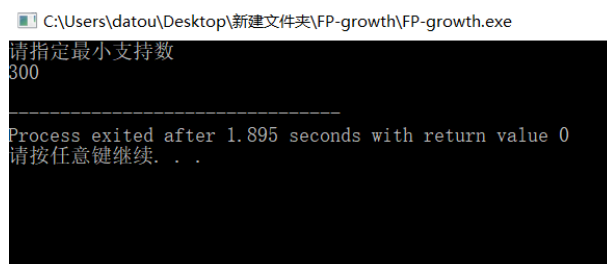 C:\Users\datou\Desktop\新建文件夹\FP-growth\FP-growth.exe
请指定最小支持数
300
--------------------------------
Process exited after 1.895 seconds with return value 0
请按任意键继续. . .